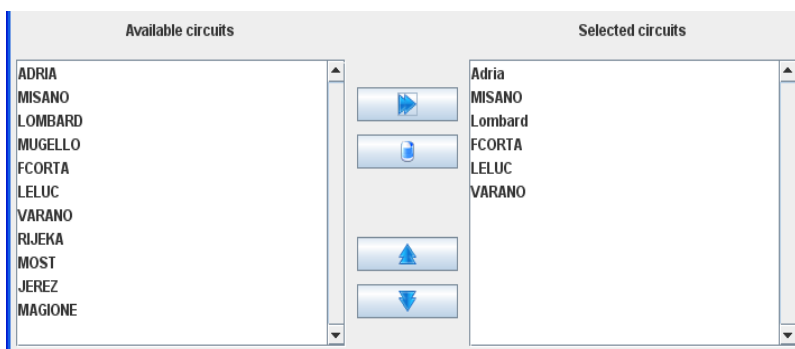 Available circuits
Selected circuits
ADRIA
MISANO
LOMBARD
MUGELLO
FCORTA
LELUC
VARANO
RIJEKA
MOST
JEREZ
MAGIONE
Adria
MISANO
Lombard
FCORTA
LELUC
VARANO